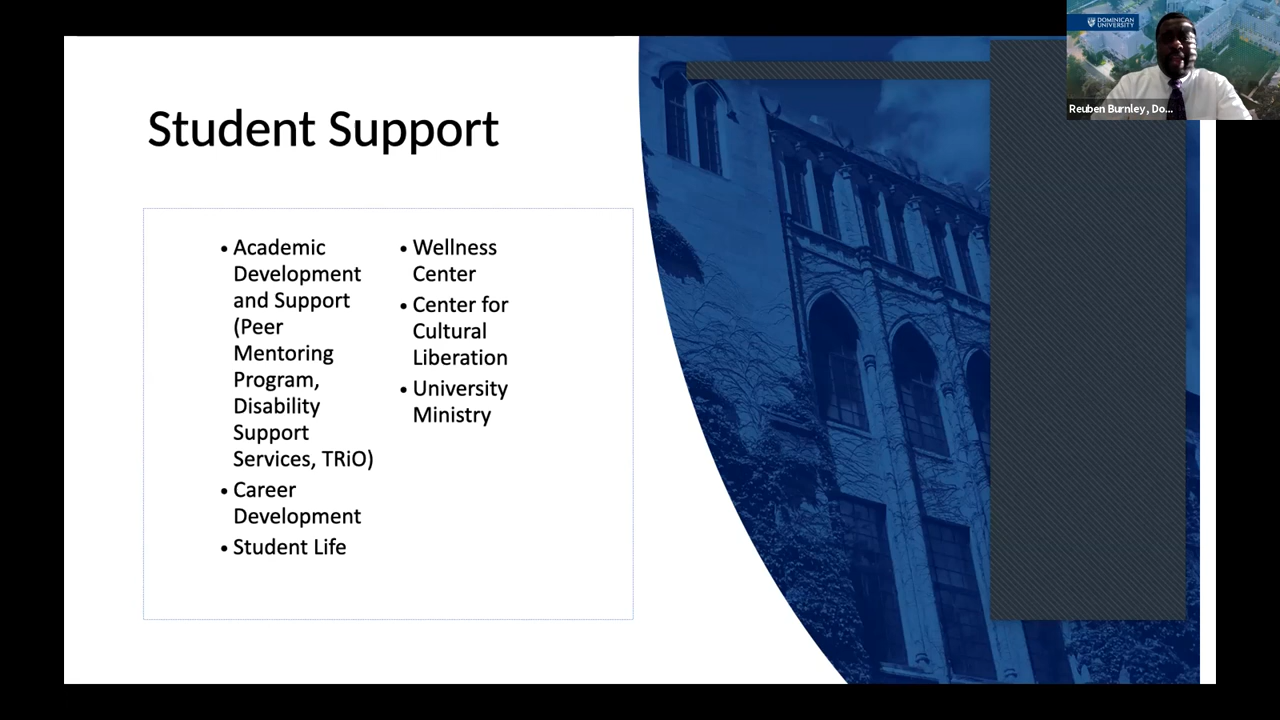 Student Support
• Academic
Development
and Support
(Peer
Mentoring
Program,
Disability
Support
Services, TRiO)
• Career
Development
• Student Life
• Wellness
Center
• Center for
Cultural
Liberation
• University
Ministry
DOMINICAN
UNIVERSITY
Reuben Burnley, Do...